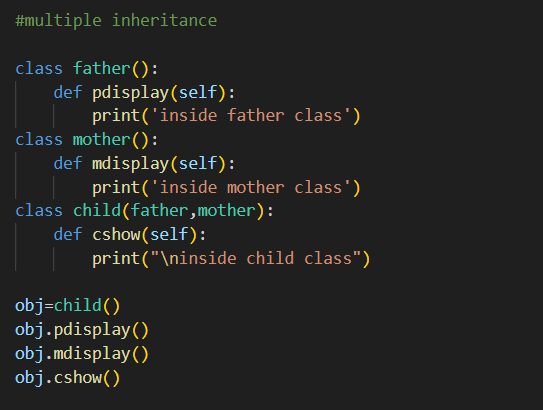 #multiple inheritance
class father():
    def pdisplay(self):
        print('inside father class')
class mother():
    def mdisplay(self):
        print('inside mother class')
class child(father,mother):
    def cshow(self):
        print("\ninside child class")
obj=child()
obj.pdisplay()
obj.mdisplay()
obj.cshow()